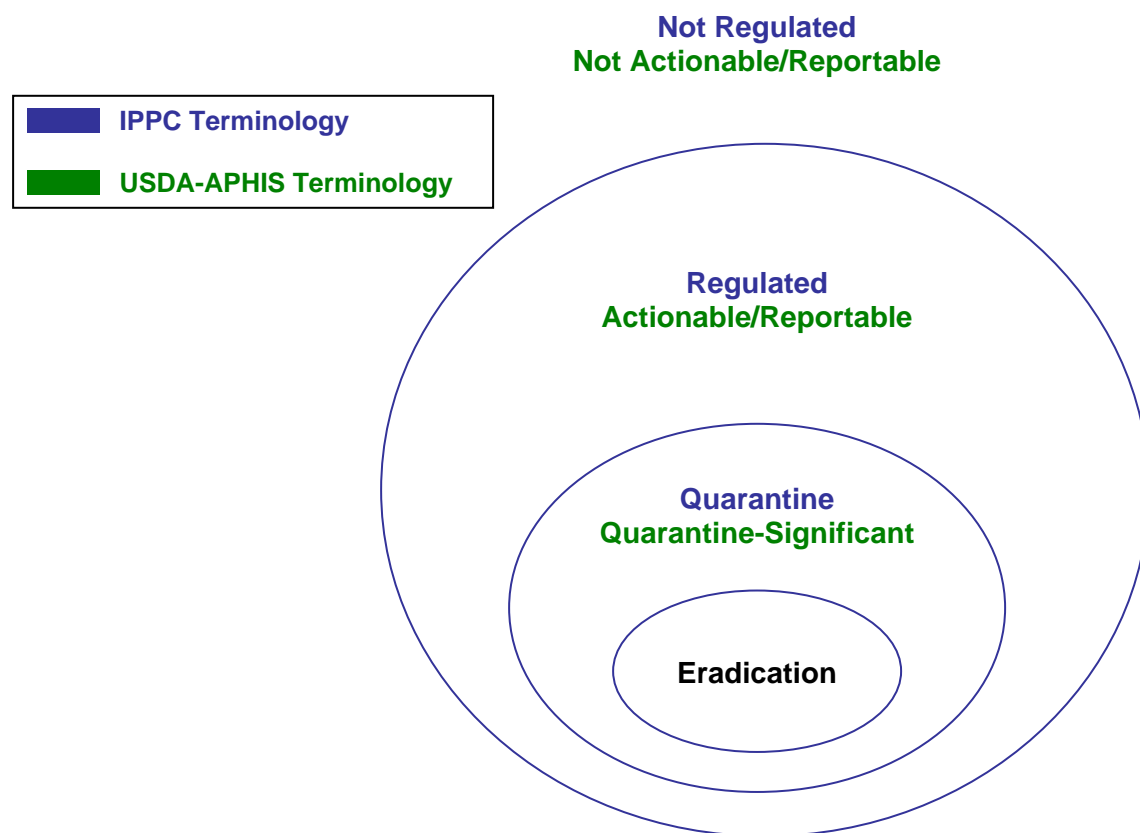 Not Regulated
Not Actionable/Reportable
IPPC Terminology
USDA-APHIS Terminology
Regulated
Actionable/Reportable
Quarantine
Quarantine-Significant
Eradication